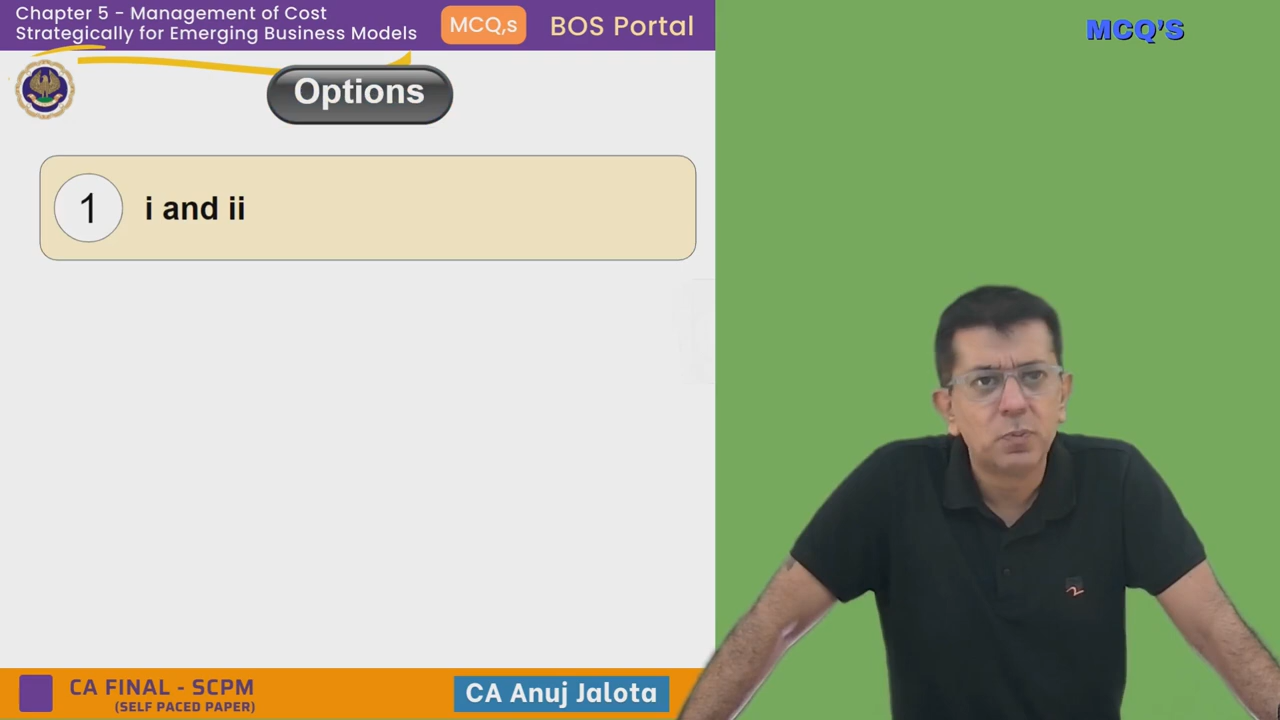 Chapter 5 - Management of Cost
Strategically for Emerging Business Models
MCQ,s
BOS Portal
MCQ'S
Options
1
i and ii
CA FINAL - SCPM
(SELF PACED PAPER)
CA Anuj Jalota